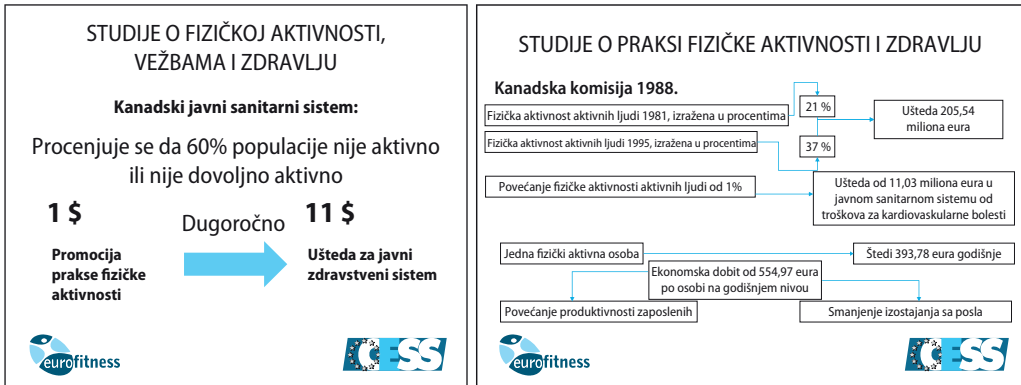 STUDIJE O FIZIČKOJ AKTIVNOSTI,
VEŽBAMA I ZDRAVLJU
Kanadski javni sanitarni sistem:
Procenjuje se da 60% populacije nije aktivno
ili nije dovoljno aktivno
1 $
Dugoročno
11 $
Promocija
prakse fizičke
aktivnosti
Ušteda za javni
zdravstveni sistem
eurofitness
CESS
STUDIJE O PRAKSI FIZIČKE AKTIVNOSTI I ZDRAVLJU
Kanadska komisija 1988.
Fizička aktivnost aktivnih ljudi 1981, izražena u procentima
21 %
Ušteda 205,54
miliona eura
Fizička aktivnost aktivnih ljudi 1995, izražena u procentima
37 %
Povećanje fizičke aktivnosti aktivnih ljudi od 1%
Ušteda od 11,03 miliona eura u
javnom sanitarnom sistemu od
troškova za kardiovaskularne bolesti
Jedna fizički aktivna osoba
Štedi 393,78 eura godišnje
Ekonomska dobit od 554,97 eura
po osobi na godišnjem nivou
Povećanje produktivnosti zaposlenih
Smanjenje izostajanja sa posla
eurofitness
CESS